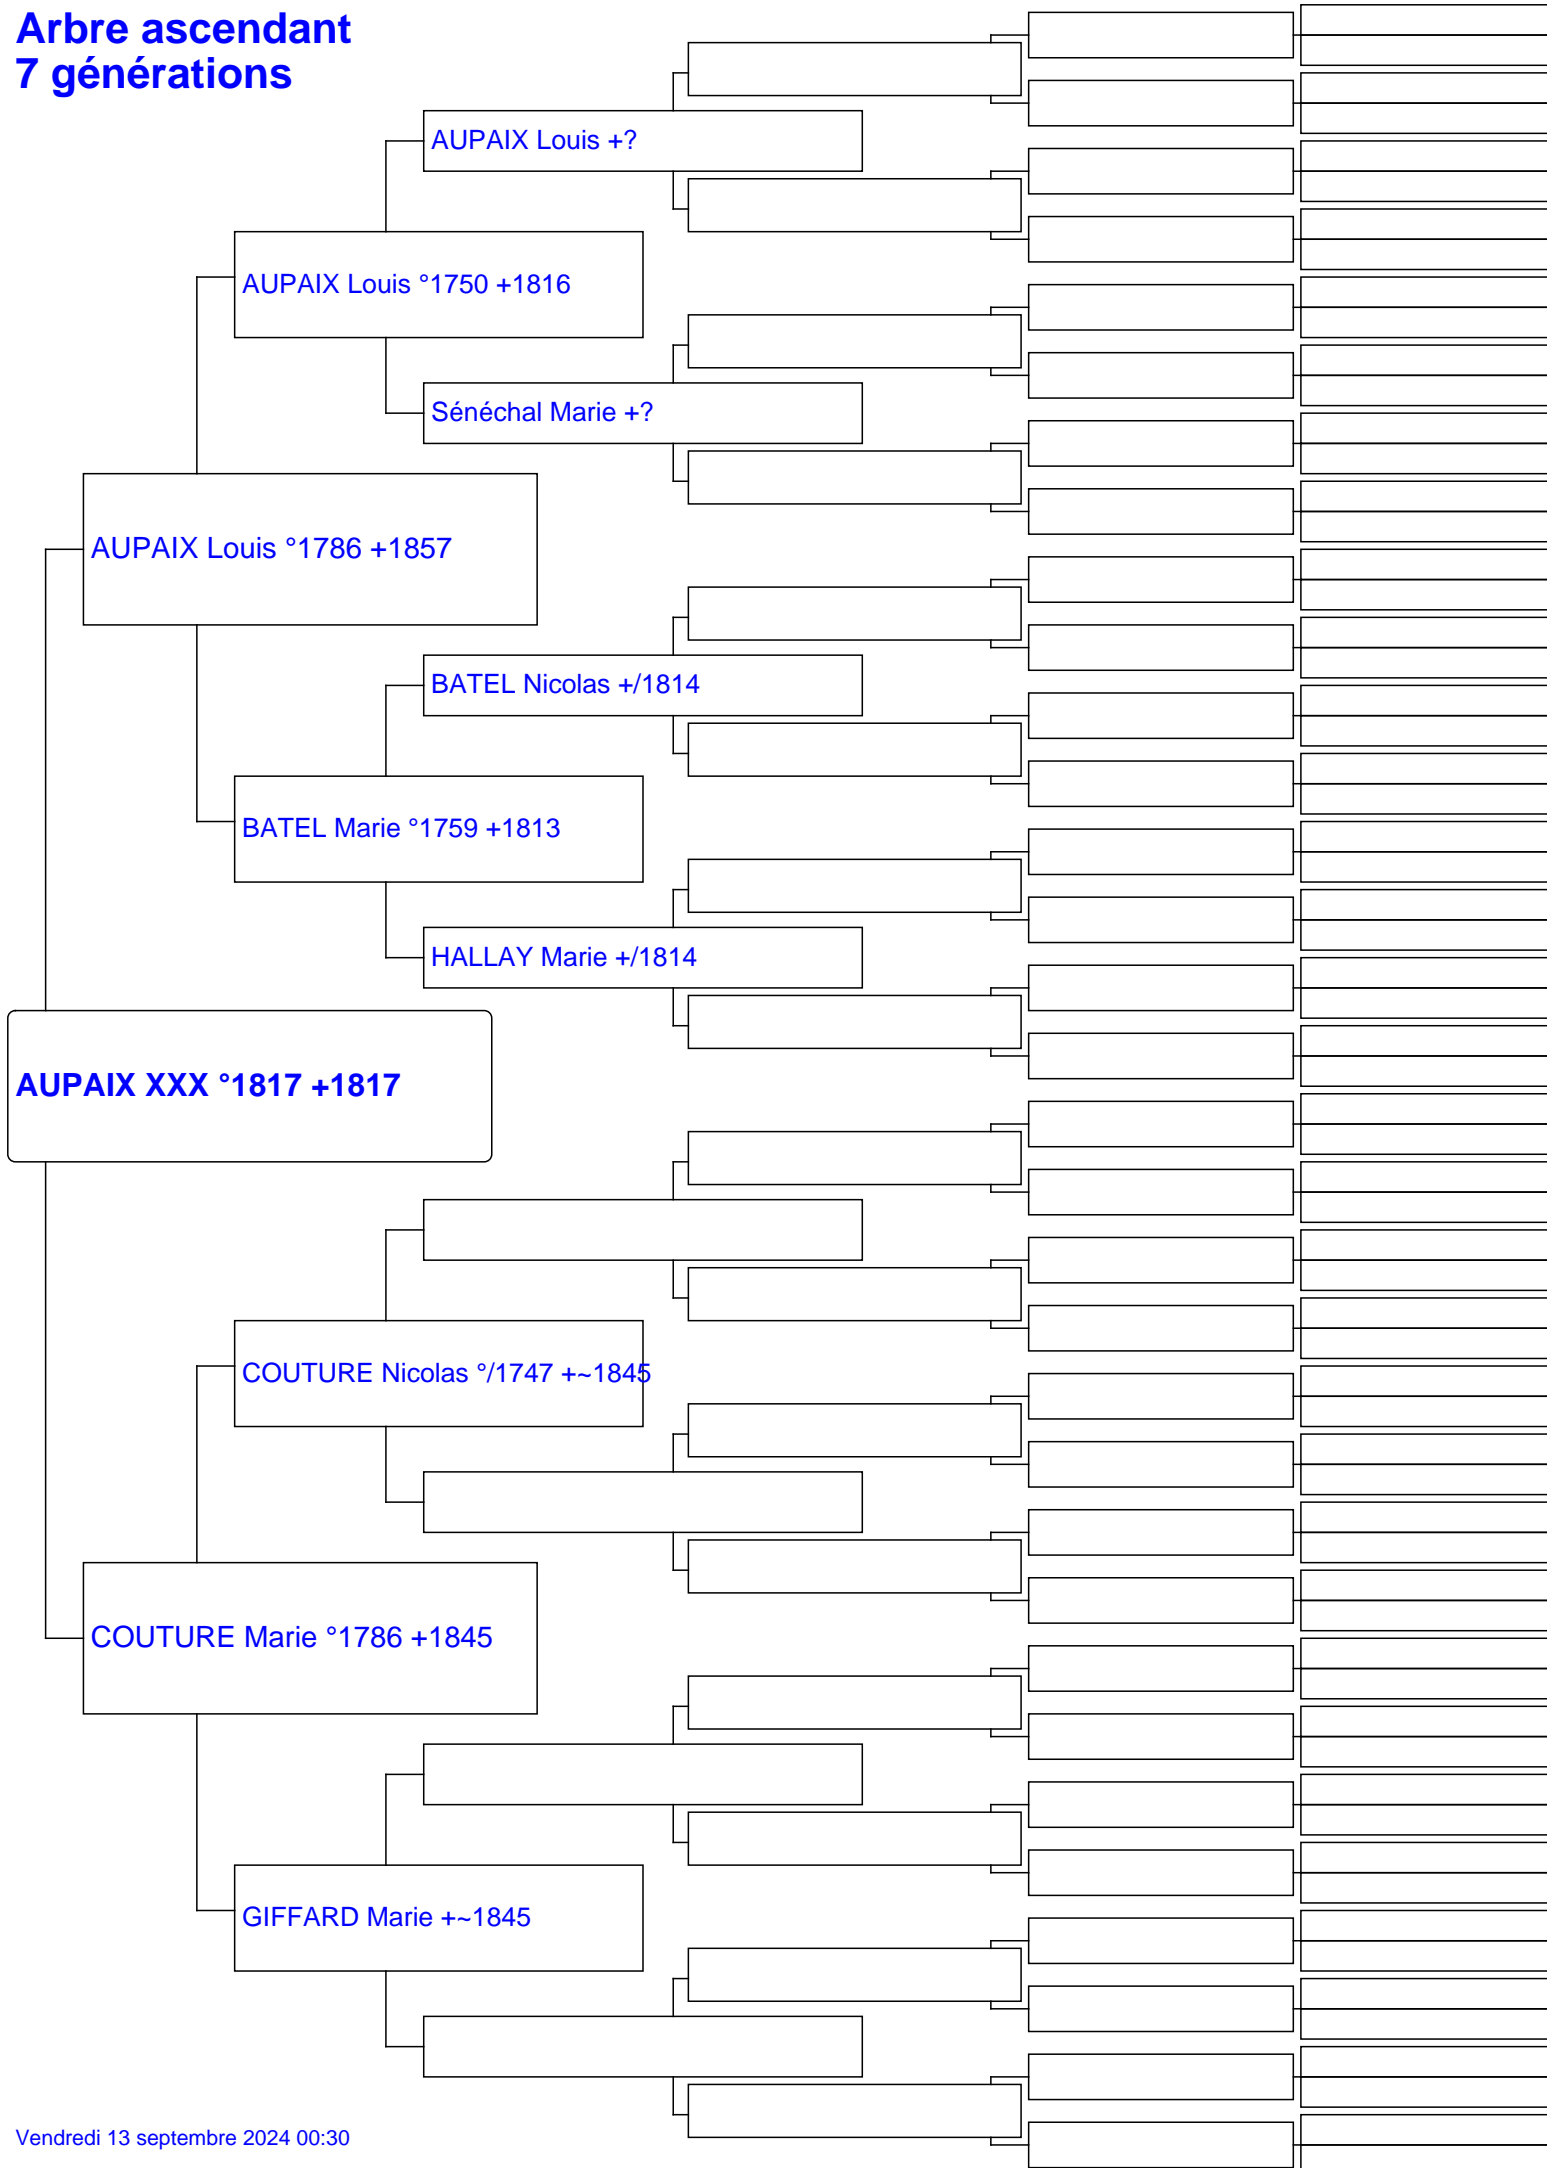 Arbre ascendant
7 générations
AUPAIX Louis +?
AUPAIX Louis °1750 +1816
Sénéchal Marie +?
AUPAIX Louis °1786 +1857
BATEL Nicolas +/1814
BATEL Marie °1759 +1813
HALLAY Marie +/1814
AUPAIX XXX °1817 +1817
COUTURE Nicolas °/1747 +~1845
COUTURE Marie °1786 +1845
GIFFARD Marie +~1845
Vendredi 13 septembre 2024 00:30